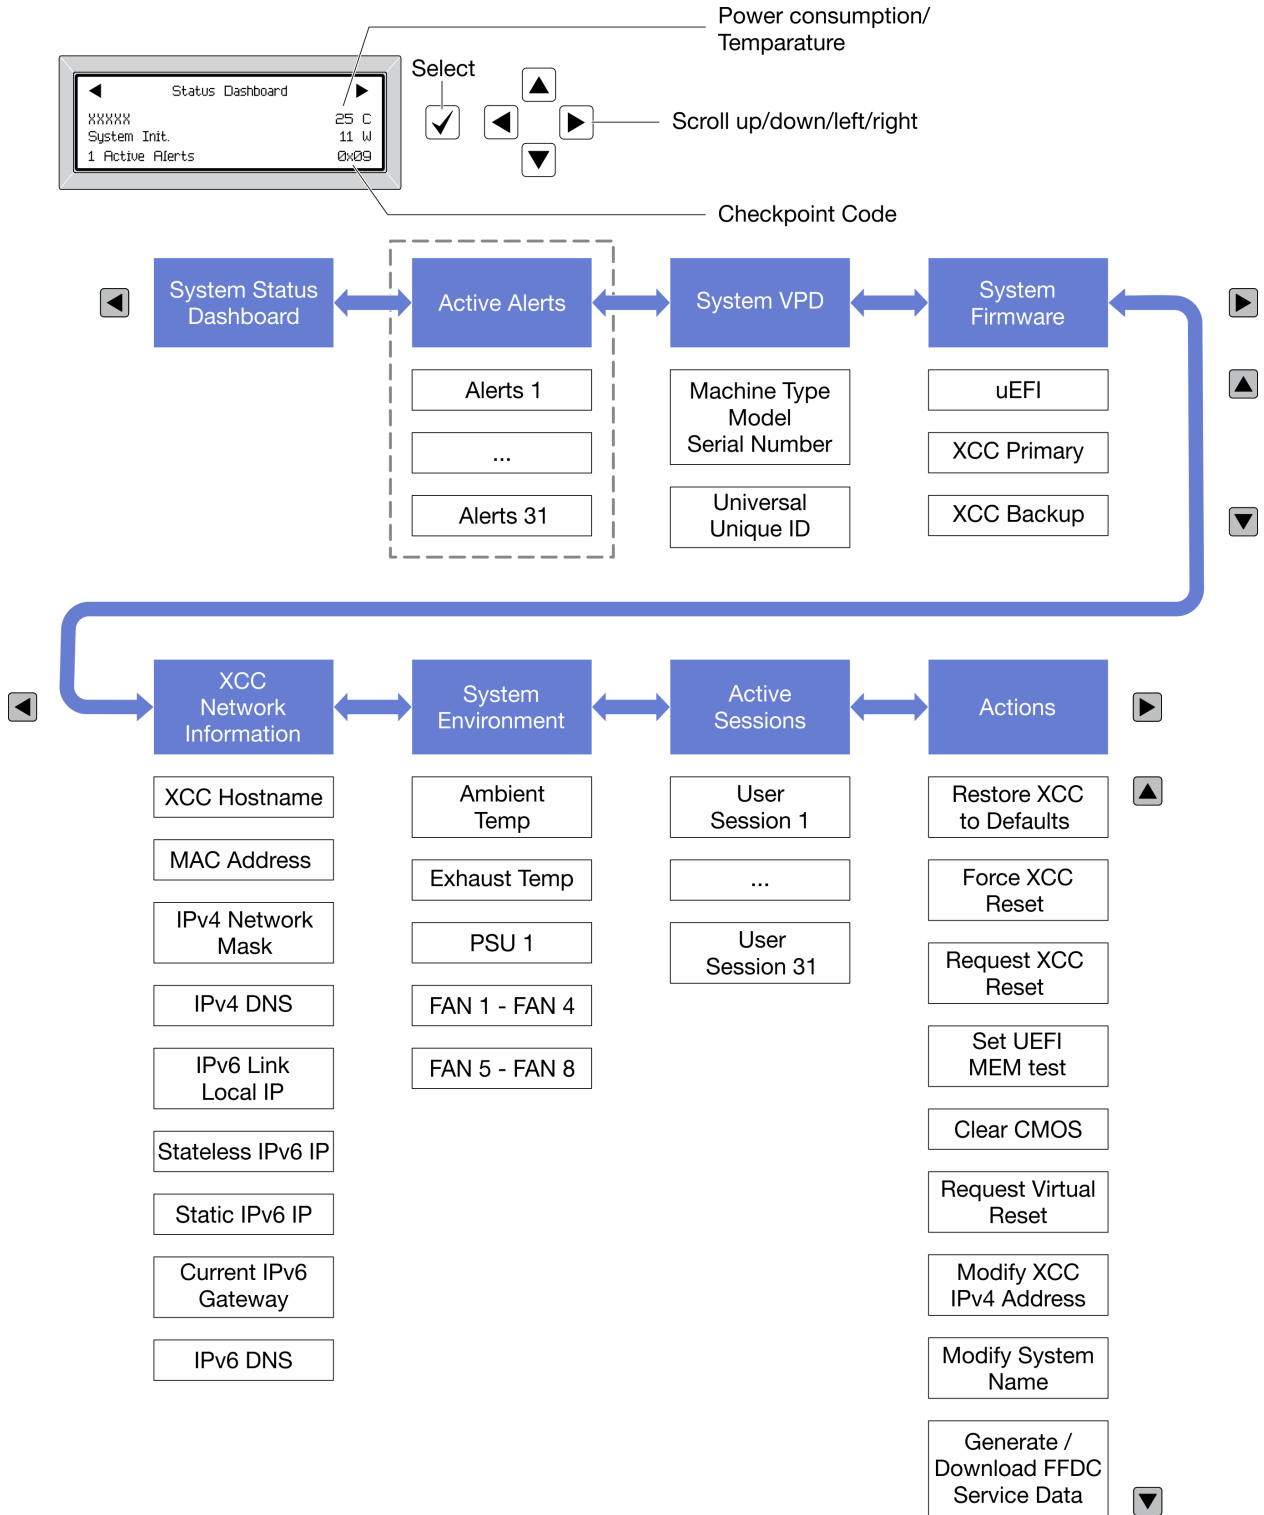 Power consumption/
Temparature
Select
Status Dashboard
XXXXX 25 C
System Init. 11 W
1 Active Alerts 0x09
Scroll up/down/left/right
Checkpoint Code
System Status
Dashboard
Active Alerts
System VPD
System
Firmware
Alerts 1
...
Alerts 31
Machine Type
Model
Serial Number
Universal
Unique ID
uEFI
XCC Primary
XCC Backup
XCC
Network
Information
System
Environment
Active
Sessions
Actions
XCC Hostname
MAC Address
IPv4 Network
Mask
IPv4 DNS
IPv6 Link
Local IP
Stateless IPv6 IP
Static IPv6 IP
Current IPv6
Gateway
IPv6 DNS
Ambient
Temp
Exhaust Temp
PSU 1
FAN 1 - FAN 4
FAN 5 - FAN 8
User
Session 1
...
User
Session 31
Restore XCC
to Defaults
Force XCC
Reset
Request XCC
Reset
Set UEFI
MEM test
Clear CMOS
Request Virtual
Reset
Modify XCC
IPv4 Address
Modify System
Name
Generate /
Download FFDC
Service Data